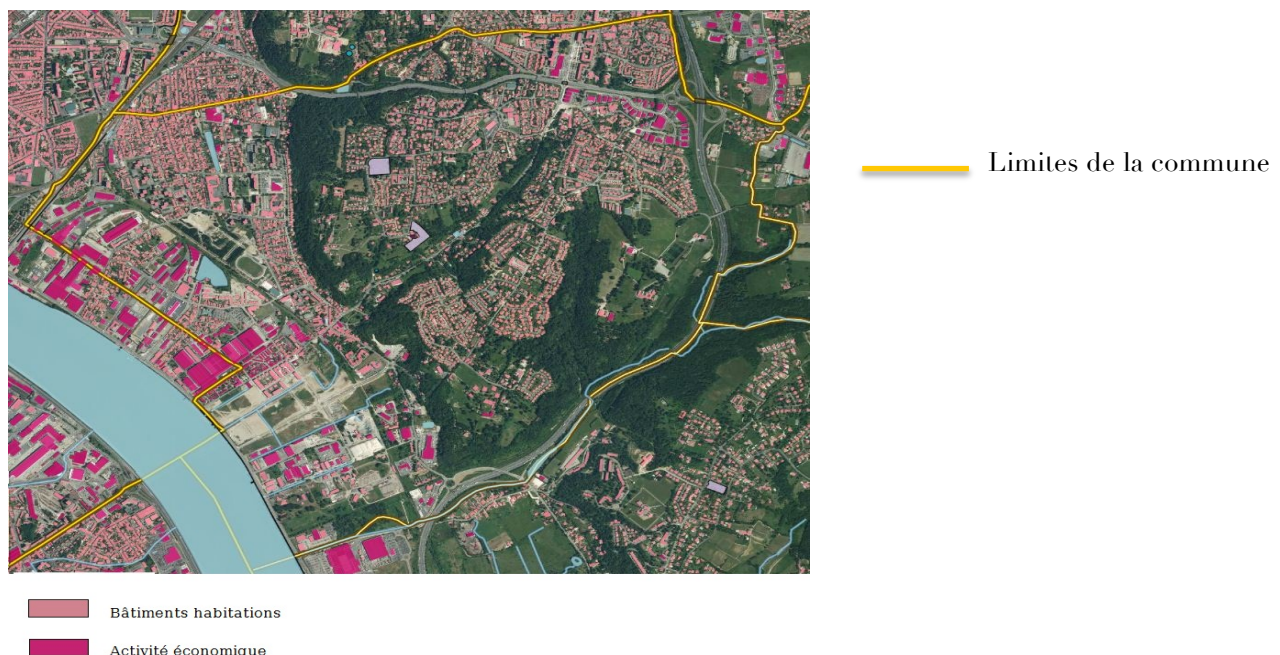 Limites de la commune
Bâtiments habitations
Activité économique